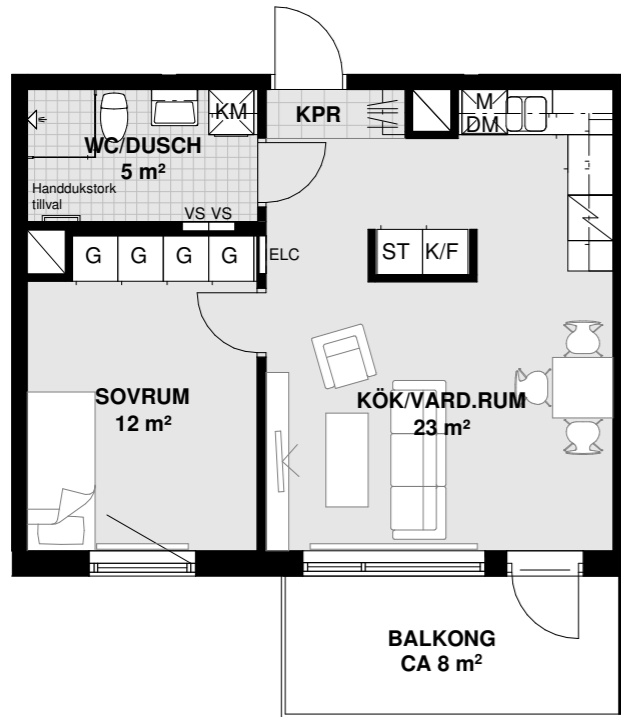 KM
KPR
M
DM
WC/DUSCH
5 m²
Handdukstork
tillval
VS VS
G G G G
ELC
ST K/F
SOVRUM
12 m²
KÖK/VARD.RUM
23 m²
BALKONG
CA 8 m²